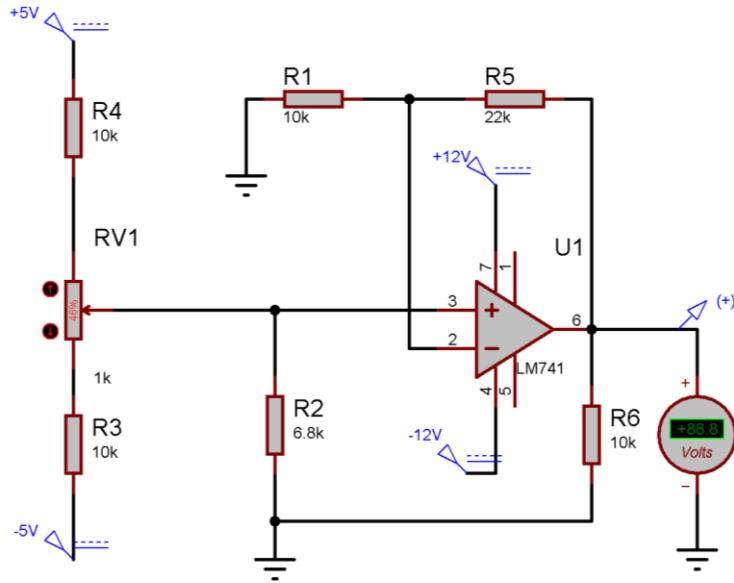 +5V
R4
10k
RV1
46%
1k
R3
10k
-5V
R1
10k
R5
22k
+12V
U1
7
1
3
2
6
4
5
LM741
-12V
R2
6.8k
R6
10k
(+)
+
+88.8
Volts
−
+
−